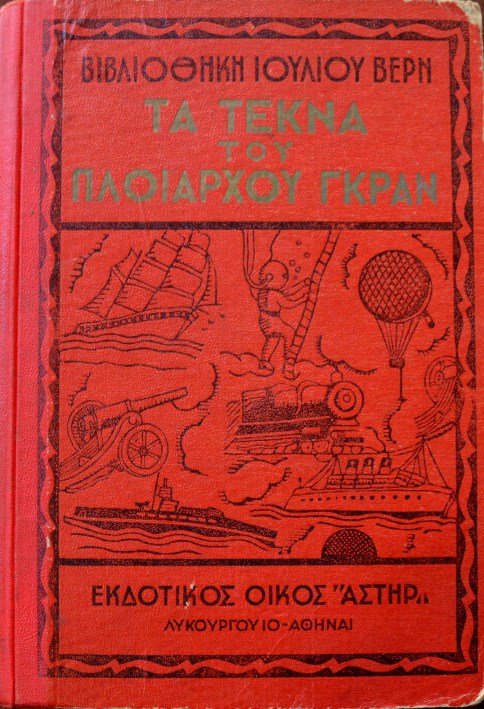 ΒΙΒΛΙΟΘΗΚΗ ΙΟΥΛΙΟΥ ΒΕΡΝ
ΤΑ ΤΕΚΝΑ
ΤΟΥ
ΠΛΟΙΑΡΧΟΥ ΓΚΡΑΝ
ΕΚΔΟΤΙΚΟΣ ΟΙΚΟΣ "ΑΣΤΗΡ„
ΛΥΚΟΥΡΓΟΥ 10-ΑΘΗΝΑΙ